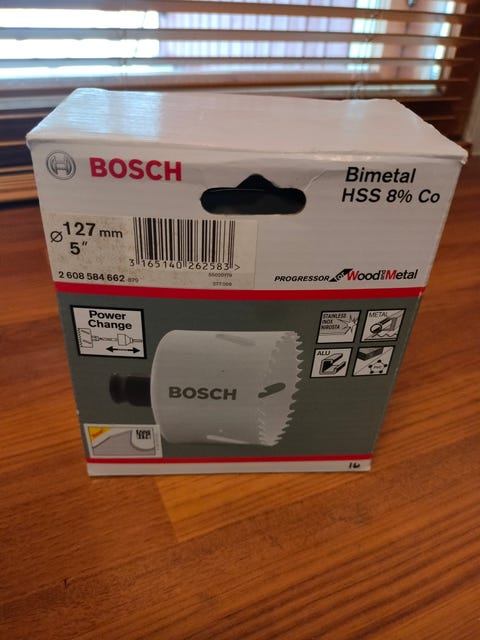 BOSCH
Bimetal
HSS 8% Co
Ø 127 mm
5"
3 165140 262583 >
2 608 584 662
PROGRESSOR for Wood and Metal
Power
Change
STAINLESS
INOX
NIROSTA
METAL
ALU
BOSCH